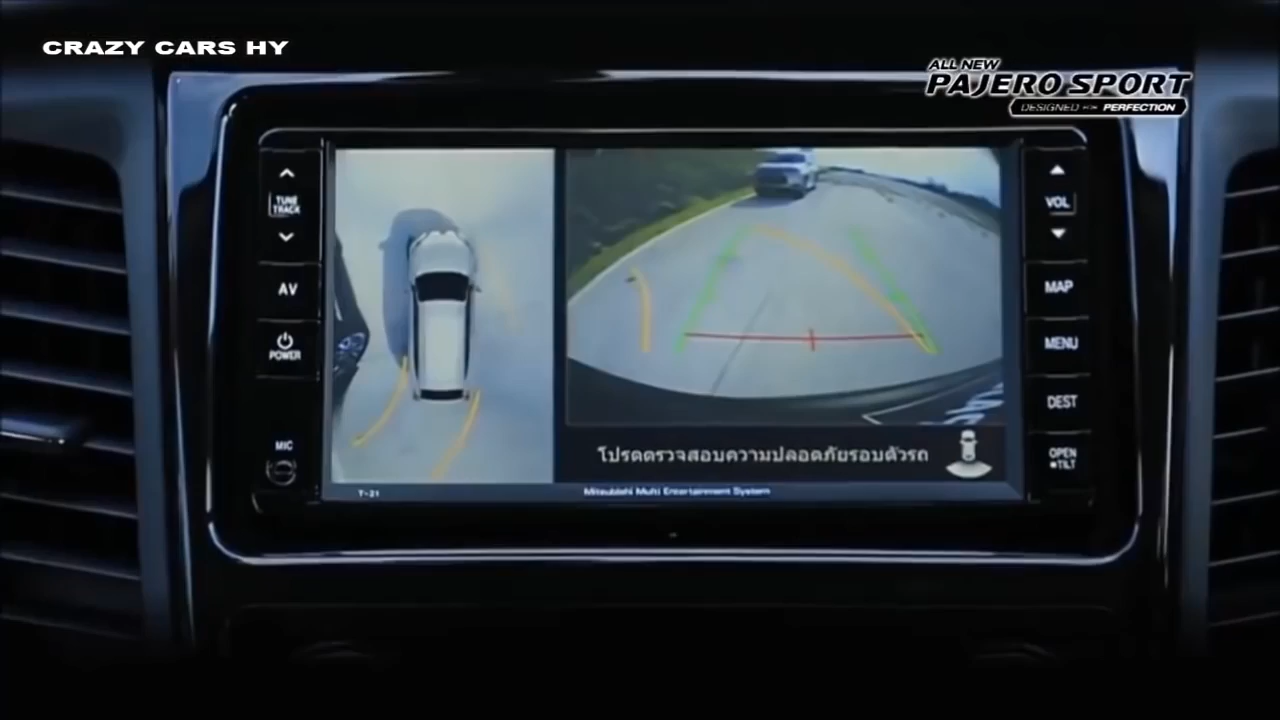 CRAZY CARS HY
ALL NEW
PAJERO SPORT
DESIGNED FOR PERFECTION
TUNE
TRACK
AV
POWER
MIC
VOL
MAP
MENU
DEST
OPEN
TILT
โปรดตรวจสอบความปลอดภัยรอบตัวรถ
T-21
Mitsubishi Multi Entertainment System